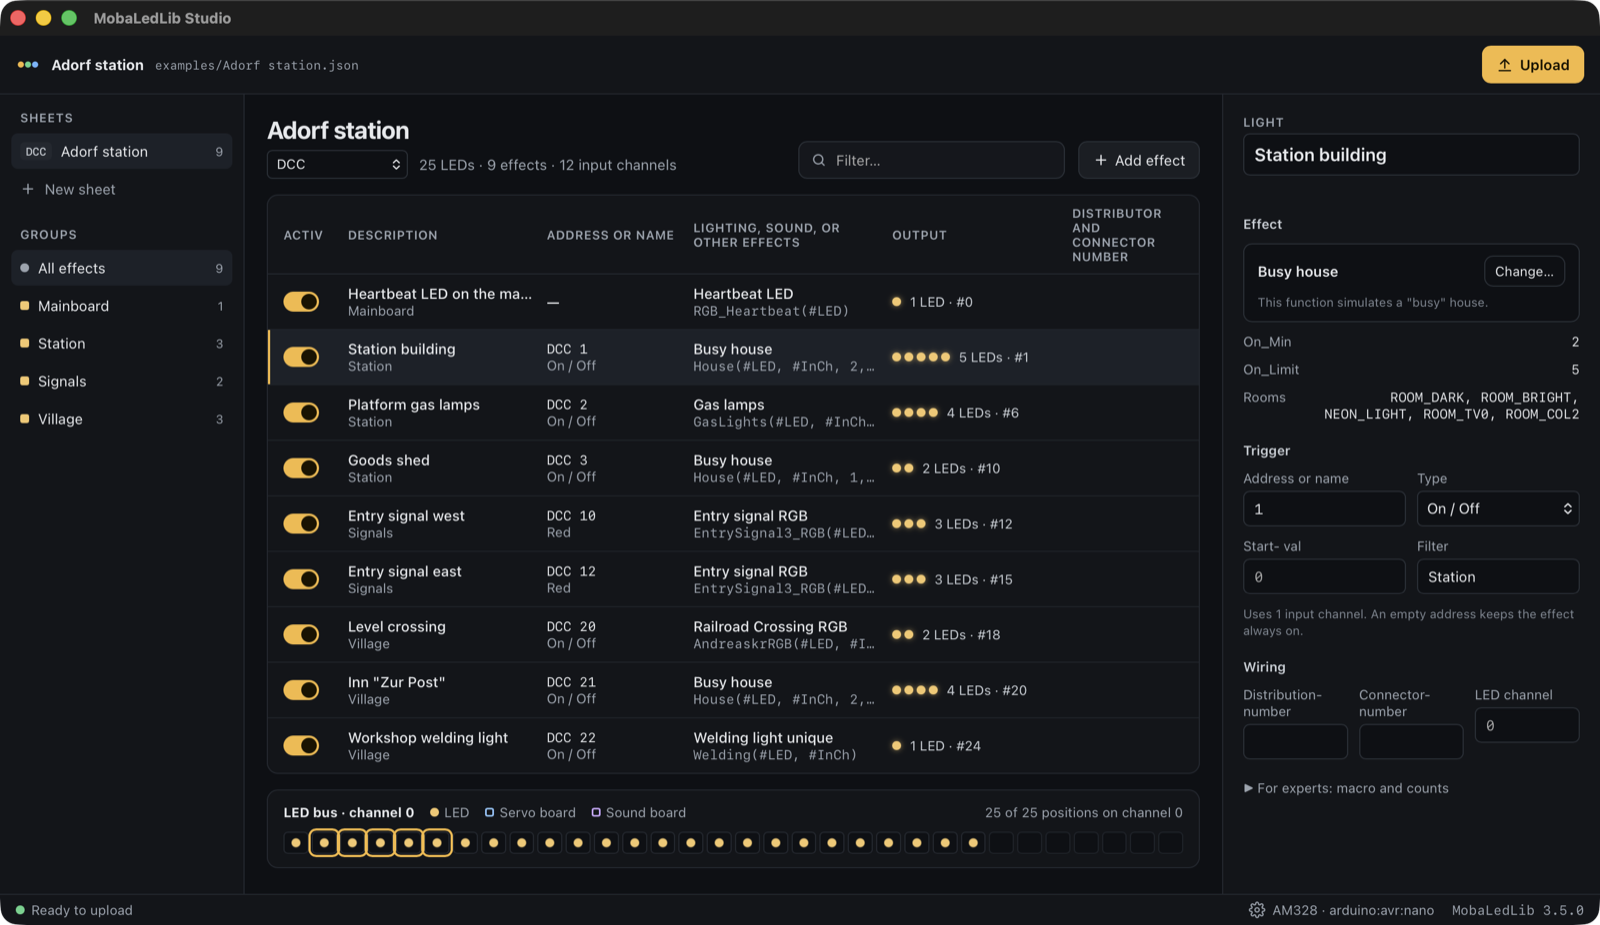 MobaLedLib Studio
Adorf station examples/Adorf station.json
Upload
SHEETS
DCC Adorf station 9
+ New sheet
GROUPS
All effects 9
Mainboard 1
Station 3
Signals 2
Village 3
Adorf station
DCC
25 LEDs · 9 effects · 12 input channels
Filter...
+ Add effect
ACTIV DESCRIPTION ADDRESS OR NAME LIGHTING, SOUND, OR OTHER EFFECTS OUTPUT DISTRIBUTOR AND CONNECTOR NUMBER
Heartbeat LED on the ma... — Heartbeat LED 1 LED · #0
Mainboard RGB_Heartbeat(#LED)
Station building DCC 1 Busy house 5 LEDs · #1
Station On / Off House(#LED, #InCh, 2,…
Platform gas lamps DCC 2 Gas lamps 4 LEDs · #6
Station On / Off GasLights(#LED, #InCh…
Goods shed DCC 3 Busy house 2 LEDs · #10
Station On / Off House(#LED, #InCh, 1,…
Entry signal west DCC 10 Entry signal RGB 3 LEDs · #12
Signals Red EntrySignal3_RGB(#LED…
Entry signal east DCC 12 Entry signal RGB 3 LEDs · #15
Signals Red EntrySignal3_RGB(#LED…
Level crossing DCC 20 Railroad Crossing RGB 2 LEDs · #18
Village On / Off AndreaskrRGB(#LED, #I…
Inn "Zur Post" DCC 21 Busy house 4 LEDs · #20
Village On / Off House(#LED, #InCh, 2,…
Workshop welding light DCC 22 Welding light unique 1 LED · #24
Village On / Off Welding(#LED, #InCh)
LED bus · channel 0 LED Servo board Sound board 25 of 25 positions on channel 0
LIGHT
Station building
Effect
Busy house Change...
This function simulates a "busy" house.
On_Min 2
On_Limit 5
Rooms ROOM_DARK, ROOM_BRIGHT,
NEON_LIGHT, ROOM_TV0, ROOM_COL2
Trigger
Address or name Type
1 On / Off
Start- val Filter
0 Station
Uses 1 input channel. An empty address keeps the effect
always on.
Wiring
Distribution-number Connector-number LED channel
0
For experts: macro and counts
Ready to upload
AM328 · arduino:avr:nano MobaLedLib 3.5.0